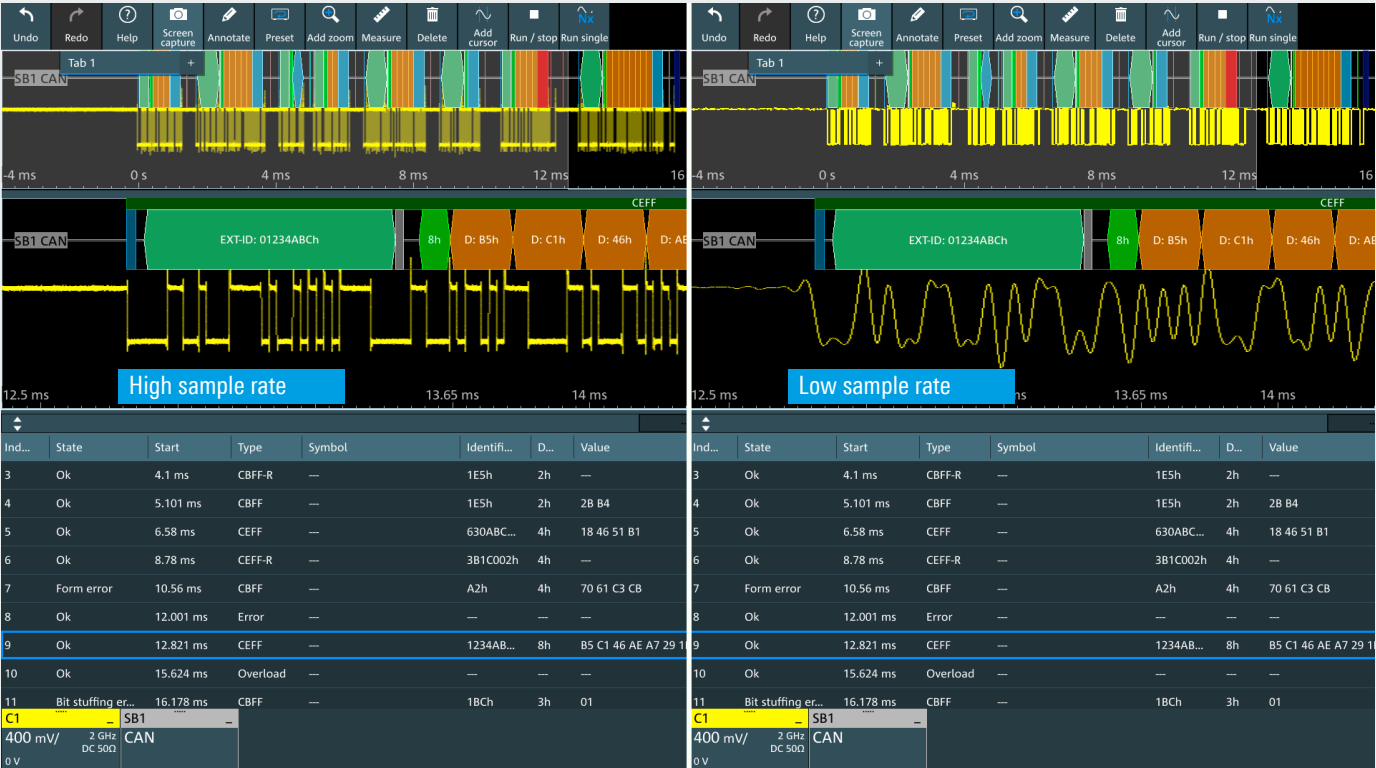 Undo Redo Help Screen capture Annotate Preset Add zoom Measure Delete Add cursor Run / stop Run single
Nx
Tab 1 +
SB1 CAN
-4 ms 0 s 4 ms 8 ms 12 ms 16
CEFF
SB1 CAN EXT-ID: 01234ABCh 8h D: B5h D: C1h D: 46h D: AE
High sample rate
12.5 ms 13.65 ms 14 ms
Ind... State Start Type Symbol Identifi... D... Value
3 Ok 4.1 ms CBFF-R --- 1E5h 2h ---
4 Ok 5.101 ms CBFF --- 1E5h 2h 2B B4
5 Ok 6.58 ms CEFF --- 630ABC... 4h 18 46 51 B1
6 Ok 8.78 ms CEFF-R --- 3B1C002h 4h ---
7 Form error 10.56 ms CBFF --- A2h 4h 70 61 C3 CB
8 Ok 12.001 ms Error --- --- --- ---
9 Ok 12.821 ms CEFF --- 1234AB... 8h B5 C1 46 AE A7 29 1
10 Ok 15.624 ms Overload --- --- --- ---
11 Bit stuffing er... 16.178 ms CBFF --- 1BCh 3h 01
C1 SB1
400 mV/ 2 GHz CAN
DC 50Ω
0 V
Undo Redo Help Screen capture Annotate Preset Add zoom Measure Delete Add cursor Run / stop Run single
Nx
Tab 1 +
SB1 CAN
-4 ms 0 s 4 ms 8 ms 12 ms 16
CEFF
SB1 CAN EXT-ID: 01234ABCh 8h D: B5h D: C1h D: 46h D: AE
Low sample rate
12.5 ms ms 13.65 ms 14 ms
Ind... State Start Type Symbol Identifi... D... Value
3 Ok 4.1 ms CBFF-R --- 1E5h 2h ---
4 Ok 5.101 ms CBFF --- 1E5h 2h 2B B4
5 Ok 6.58 ms CEFF --- 630ABC... 4h 18 46 51 B1
6 Ok 8.78 ms CEFF-R --- 3B1C002h 4h ---
7 Form error 10.56 ms CBFF --- A2h 4h 70 61 C3 CB
8 Ok 12.001 ms Error --- --- --- ---
9 Ok 12.821 ms CEFF --- 1234AB... 8h B5 C1 46 AE A7 29 1
10 Ok 15.624 ms Overload --- --- --- ---
11 Bit stuffing er... 16.178 ms CBFF --- 1BCh 3h 01
C1 SB1
400 mV/ 2 GHz CAN
DC 50Ω
0 V